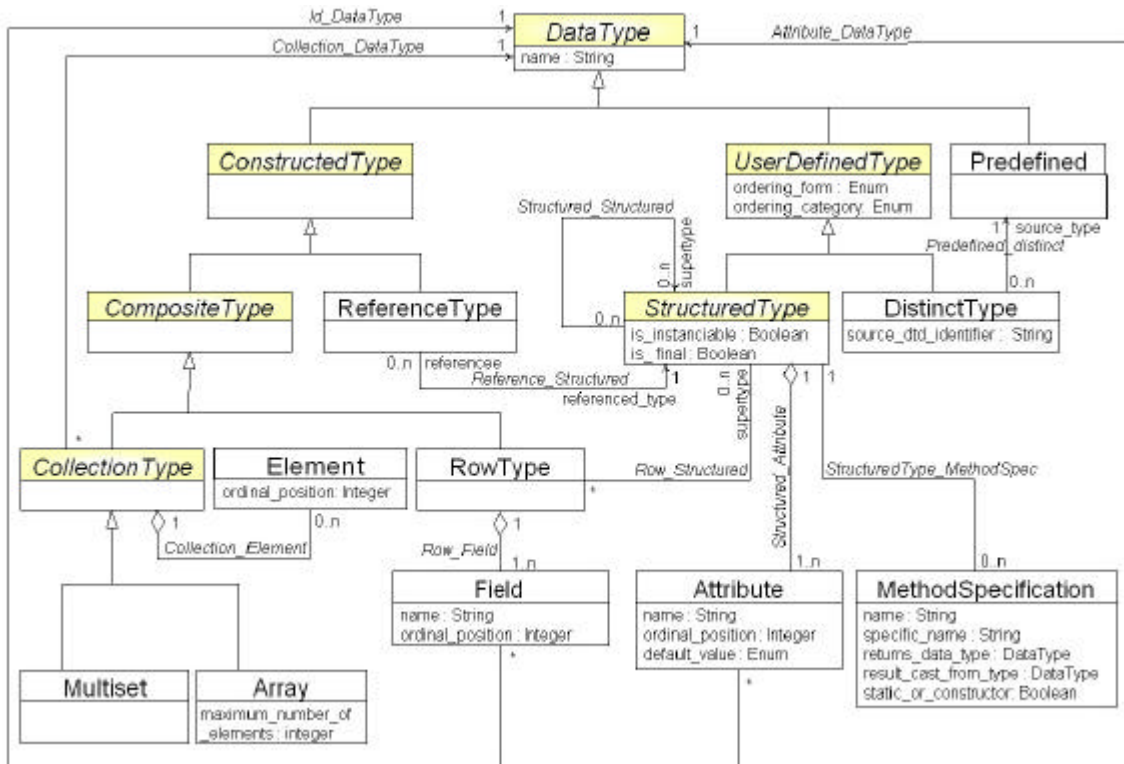 Id_DataType
1
DataType
name : String
1
Attribute_DataType
Collection_DataType
1
ConstructedType
UserDefinedType
ordering_form : Enum
ordering_category: Enum
Predefined
Structured_Structured
0..n
supertype
0..n
1
source_type
Predefined_distinct
0..n
CompositeType
ReferenceType
StructuredType
is_instanciable : Boolean
is_final : Boolean
DistinctType
source_dtd_identifier : String
0..n
referencee
Reference_Structured
1
referenced_type
0..n
supertype
1
1
*
CollectionType
Element
ordinal_position: Integer
RowType
Row_Structured
*
Structured_Attribute
StructuredType_MethodSpec
1
0..n
Collection_Element
1
Row_Field
1..n
1..n
0..n
Field
name : String
ordinal_position : Integer
*
Attribute
name : String
ordinal_position : Integer
default_value : Enum
*
MethodSpecification
name : String
specific_name : String
returns_data_type : DataType
result_cast_from_type : DataType
static_or_constructor: Boolean
Multiset
Array
maximum_number_of
_elements : integer